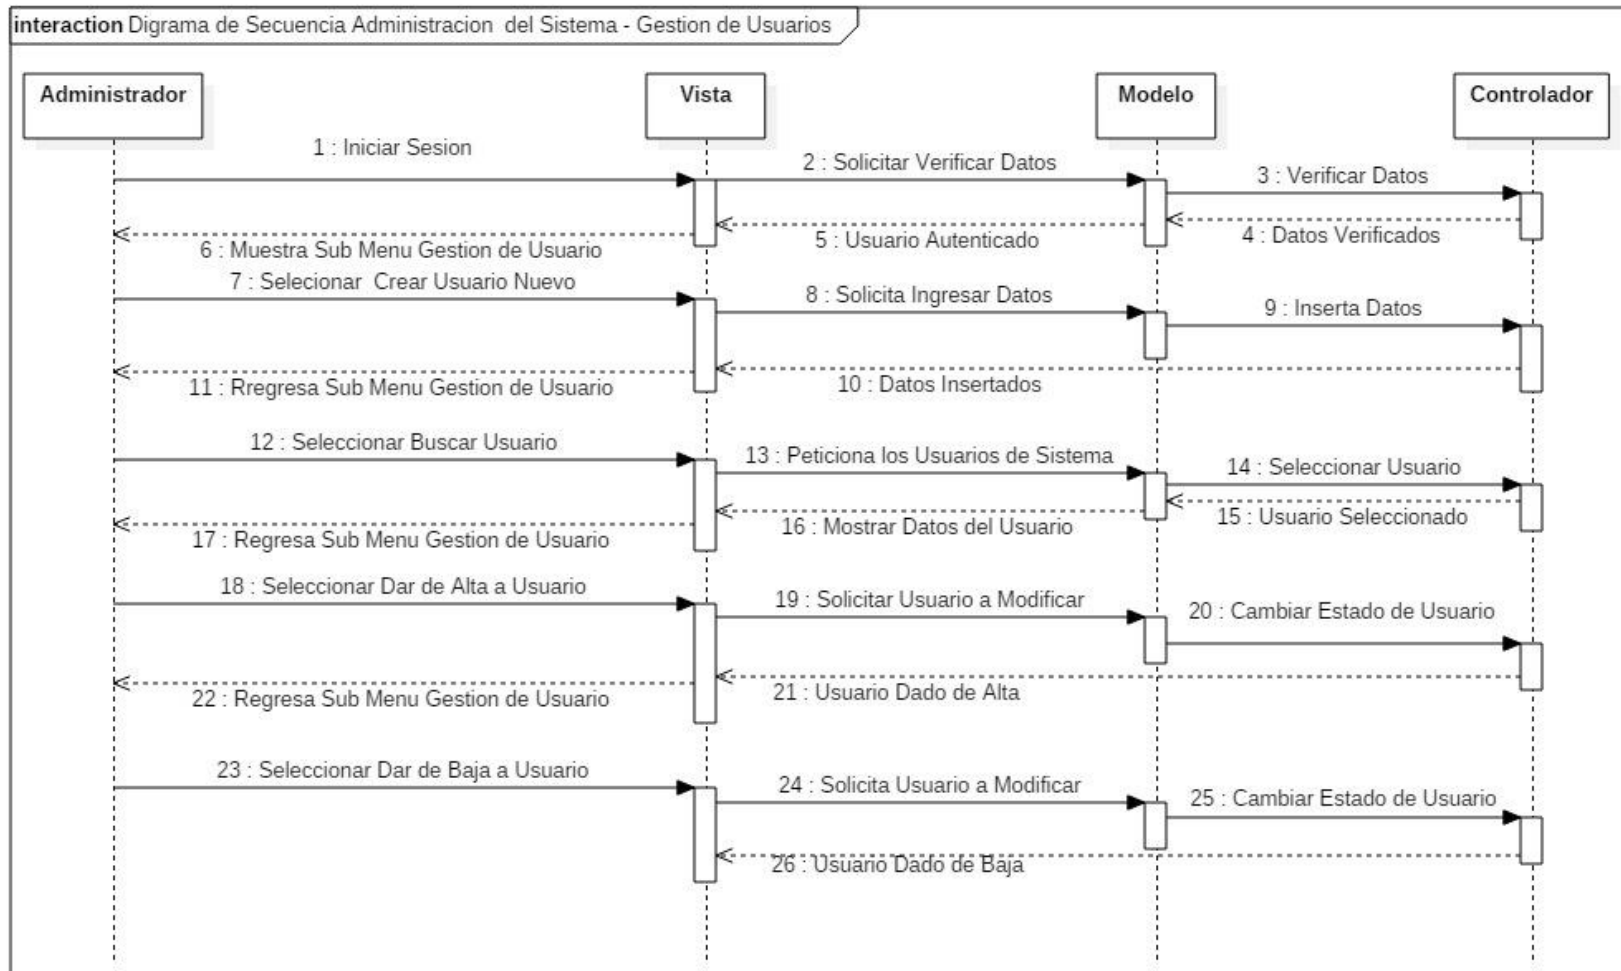 interaction Digrama de Secuencia Administracion del Sistema - Gestion de Usuarios
Administrador
Vista
Modelo
Controlador
1 : Iniciar Sesion
2 : Solicitar Verificar Datos
3 : Verificar Datos
4 : Datos Verificados
5 : Usuario Autenticado
6 : Muestra Sub Menu Gestion de Usuario
7 : Selecionar Crear Usuario Nuevo
8 : Solicita Ingresar Datos
9 : Inserta Datos
10 : Datos Insertados
11 : Rregresa Sub Menu Gestion de Usuario
12 : Seleccionar Buscar Usuario
13 : Peticiona los Usuarios de Sistema
14 : Seleccionar Usuario
15 : Usuario Seleccionado
16 : Mostrar Datos del Usuario
17 : Regresa Sub Menu Gestion de Usuario
18 : Seleccionar Dar de Alta a Usuario
19 : Solicitar Usuario a Modificar
20 : Cambiar Estado de Usuario
21 : Usuario Dado de Alta
22 : Regresa Sub Menu Gestion de Usuario
23 : Seleccionar Dar de Baja a Usuario
24 : Solicita Usuario a Modificar
25 : Cambiar Estado de Usuario
26 : Usuario Dado de Baja